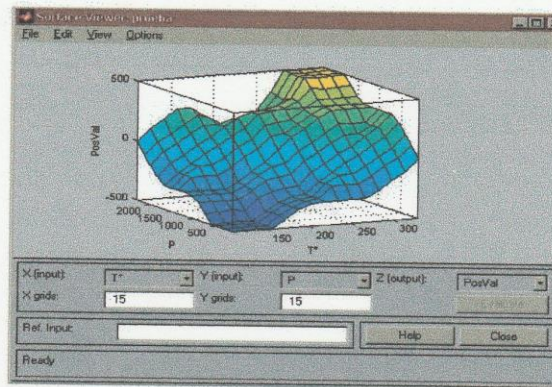 Surface Viewer: prueba
File Edit View Options
500
0
-500
PosVal
2000
1500
1000
500
P
150 200 250 300
T°
X (input): T° Y (input): P Z (output): PosVal
X grids: 15 Y grids: 15
Ref. Input: Help Close
Ready